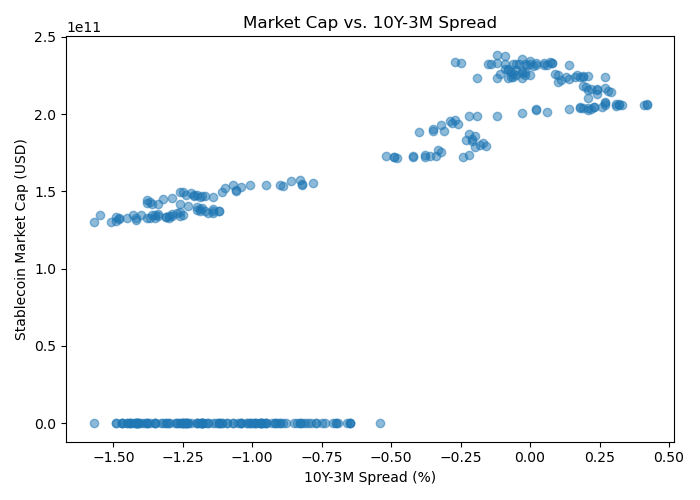 Market Cap vs. 10Y-3M Spread
1e11
2.5
2.0
1.5
1.0
0.5
0.0
Stablecoin Market Cap (USD)
−1.50 −1.25 −1.00 −0.75 −0.50 −0.25 0.00 0.25 0.50
10Y-3M Spread (%)